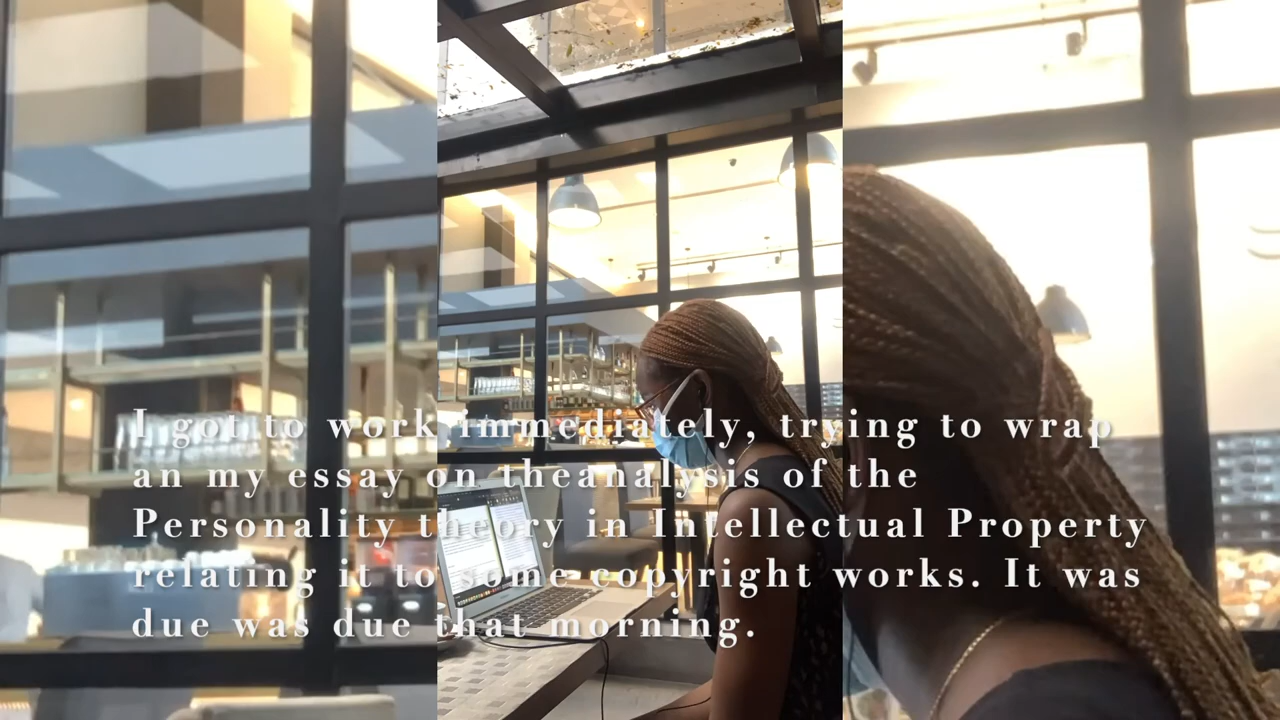 I got to work immediately, trying to wrap
an my essay on theanalysis of the
Personality theory in Intellectual Property
relating it to some copyright works. It was
due was due that morning.